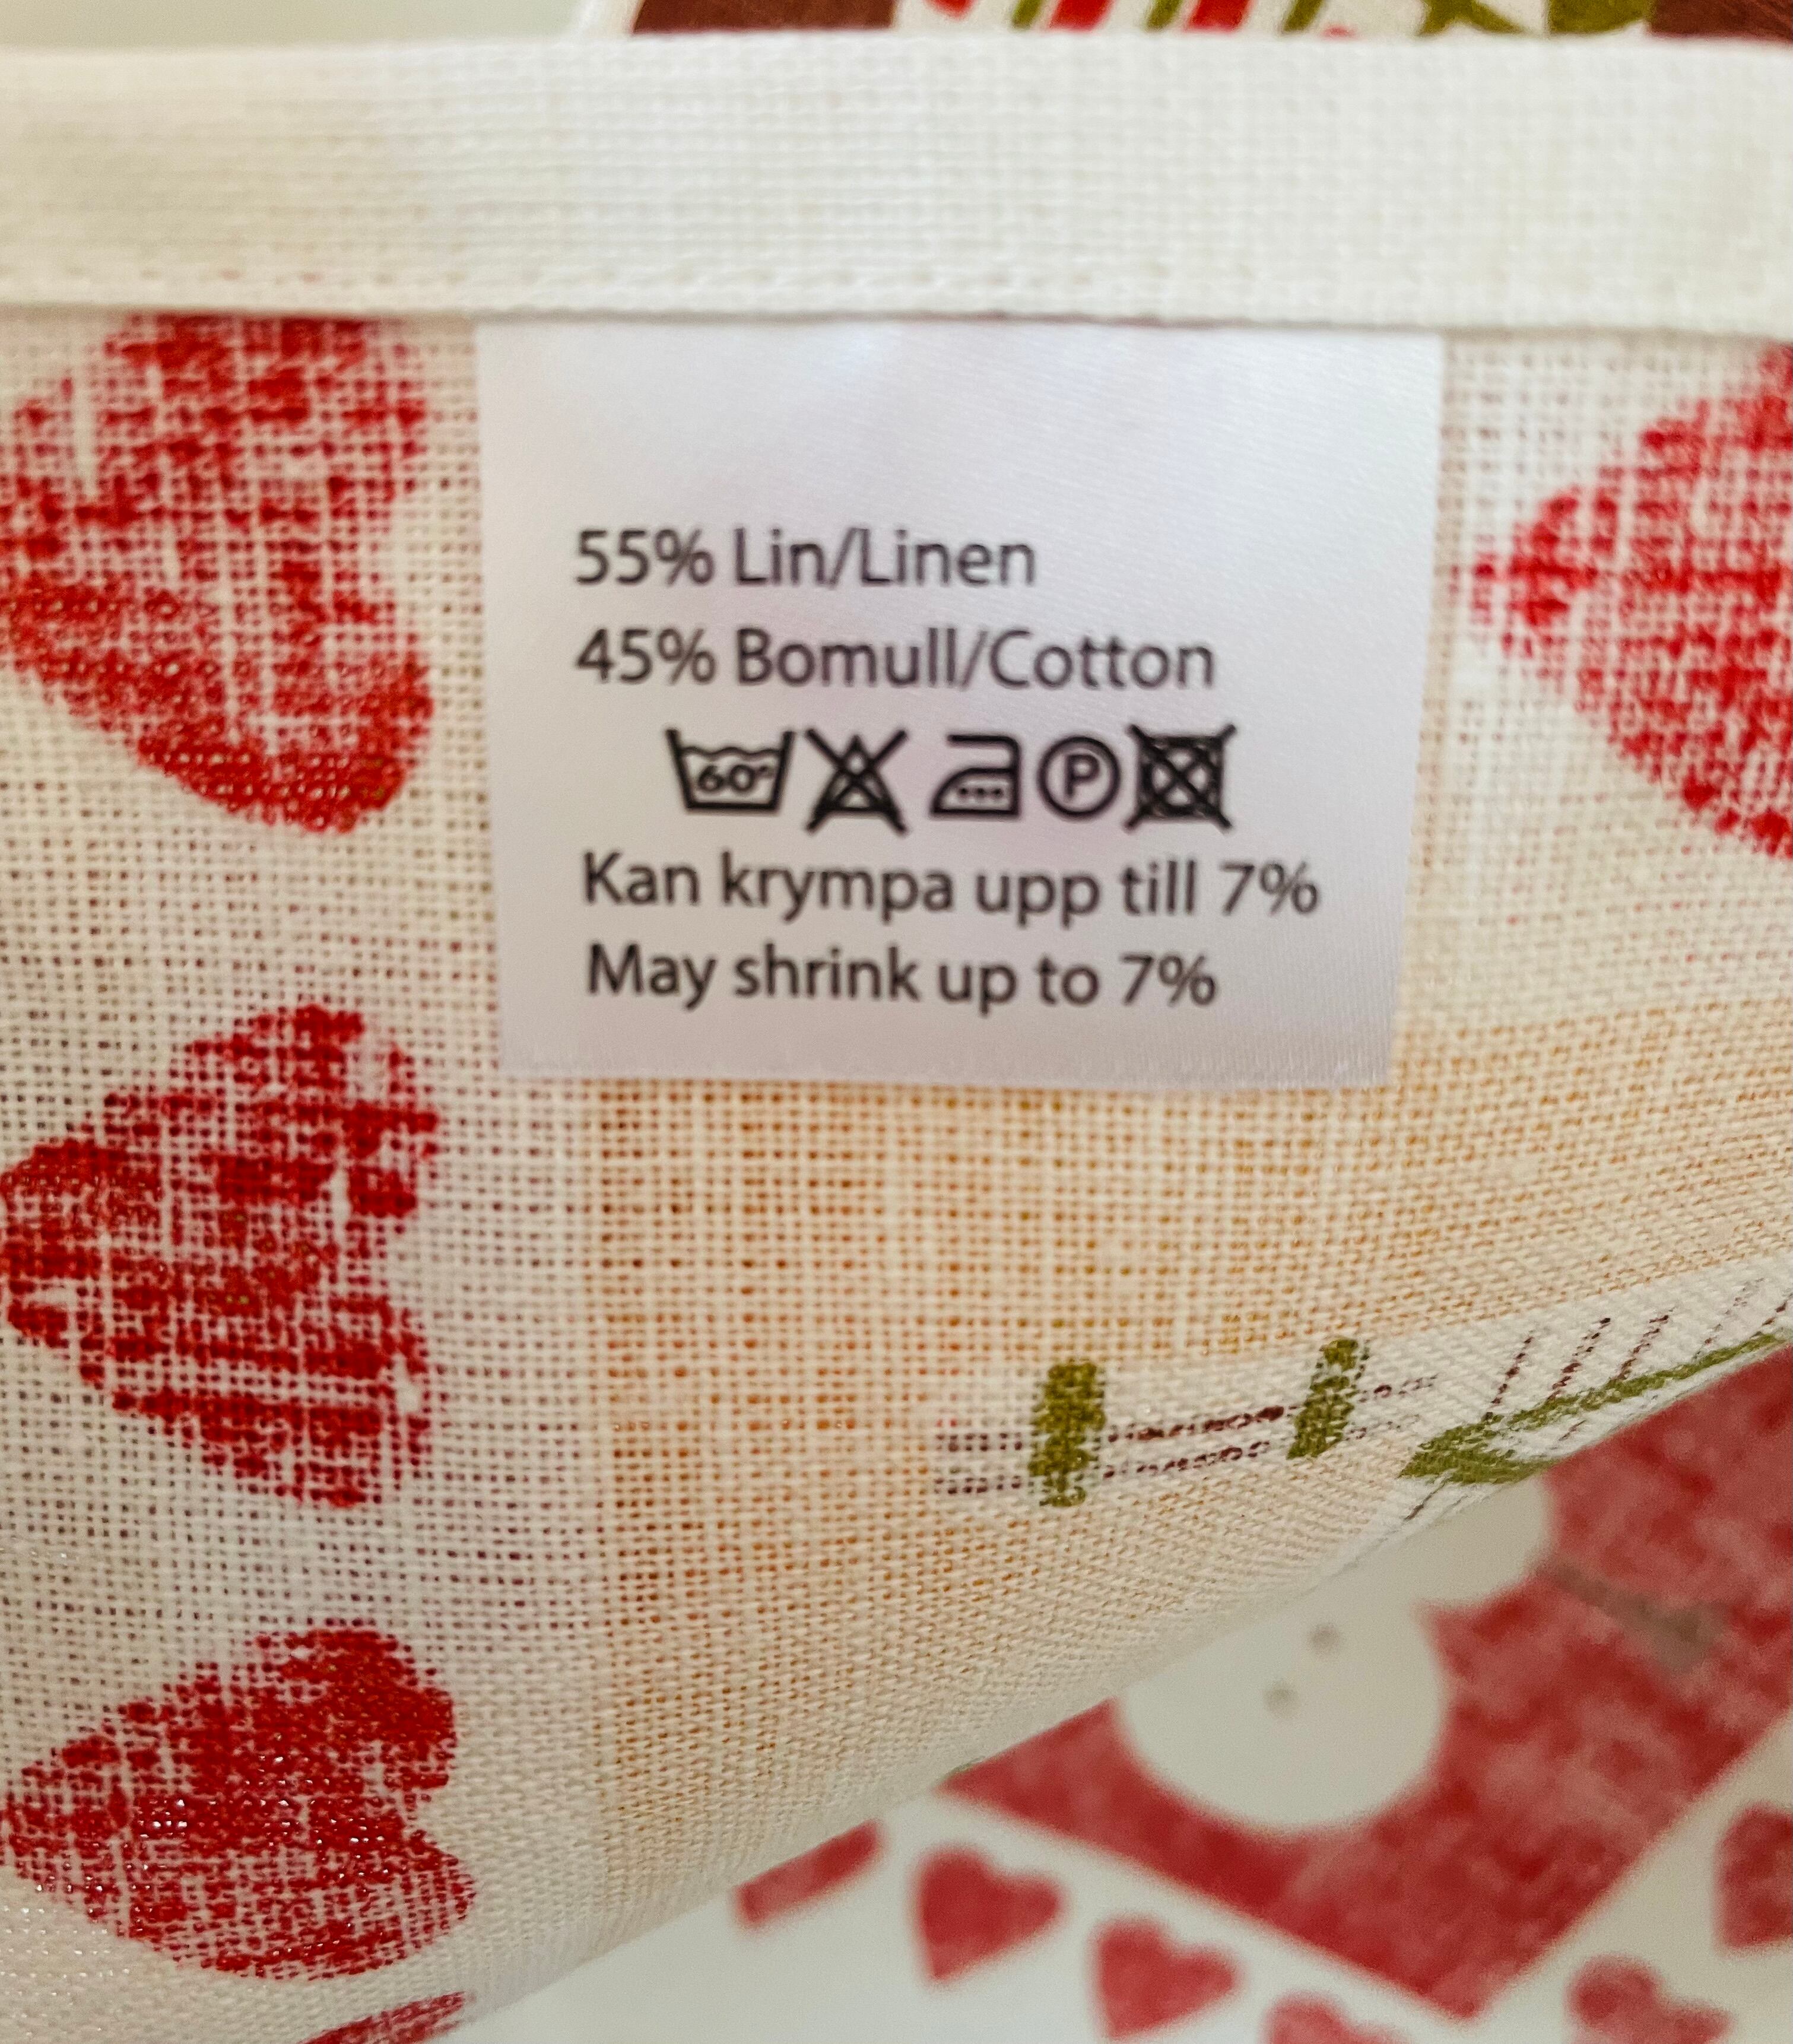 55% Lin/Linen
45% Bomull/Cotton
60° P
Kan krympa upp till 7%
May shrink up to 7%